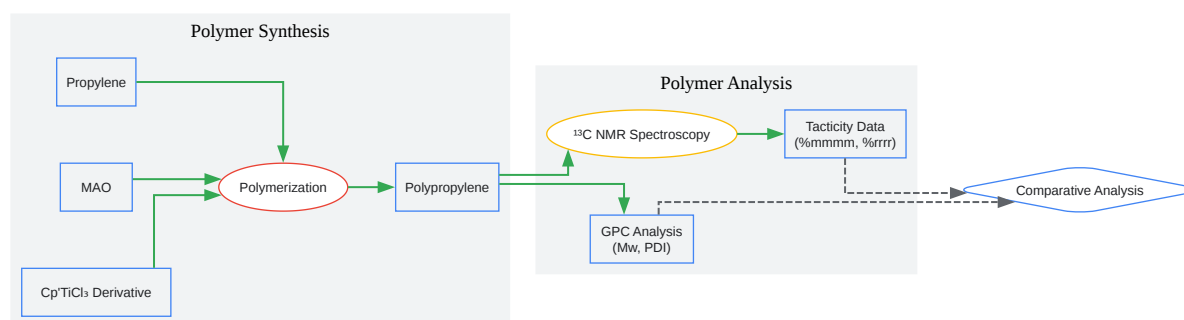 Polymer Synthesis
Propylene
MAO
Cp'TiCl₃ Derivative
Polymerization
Polypropylene
Polymer Analysis
¹³C NMR Spectroscopy
Tacticity Data
(%mmmm, %rrrr)
GPC Analysis
(Mw, PDI)
Comparative Analysis